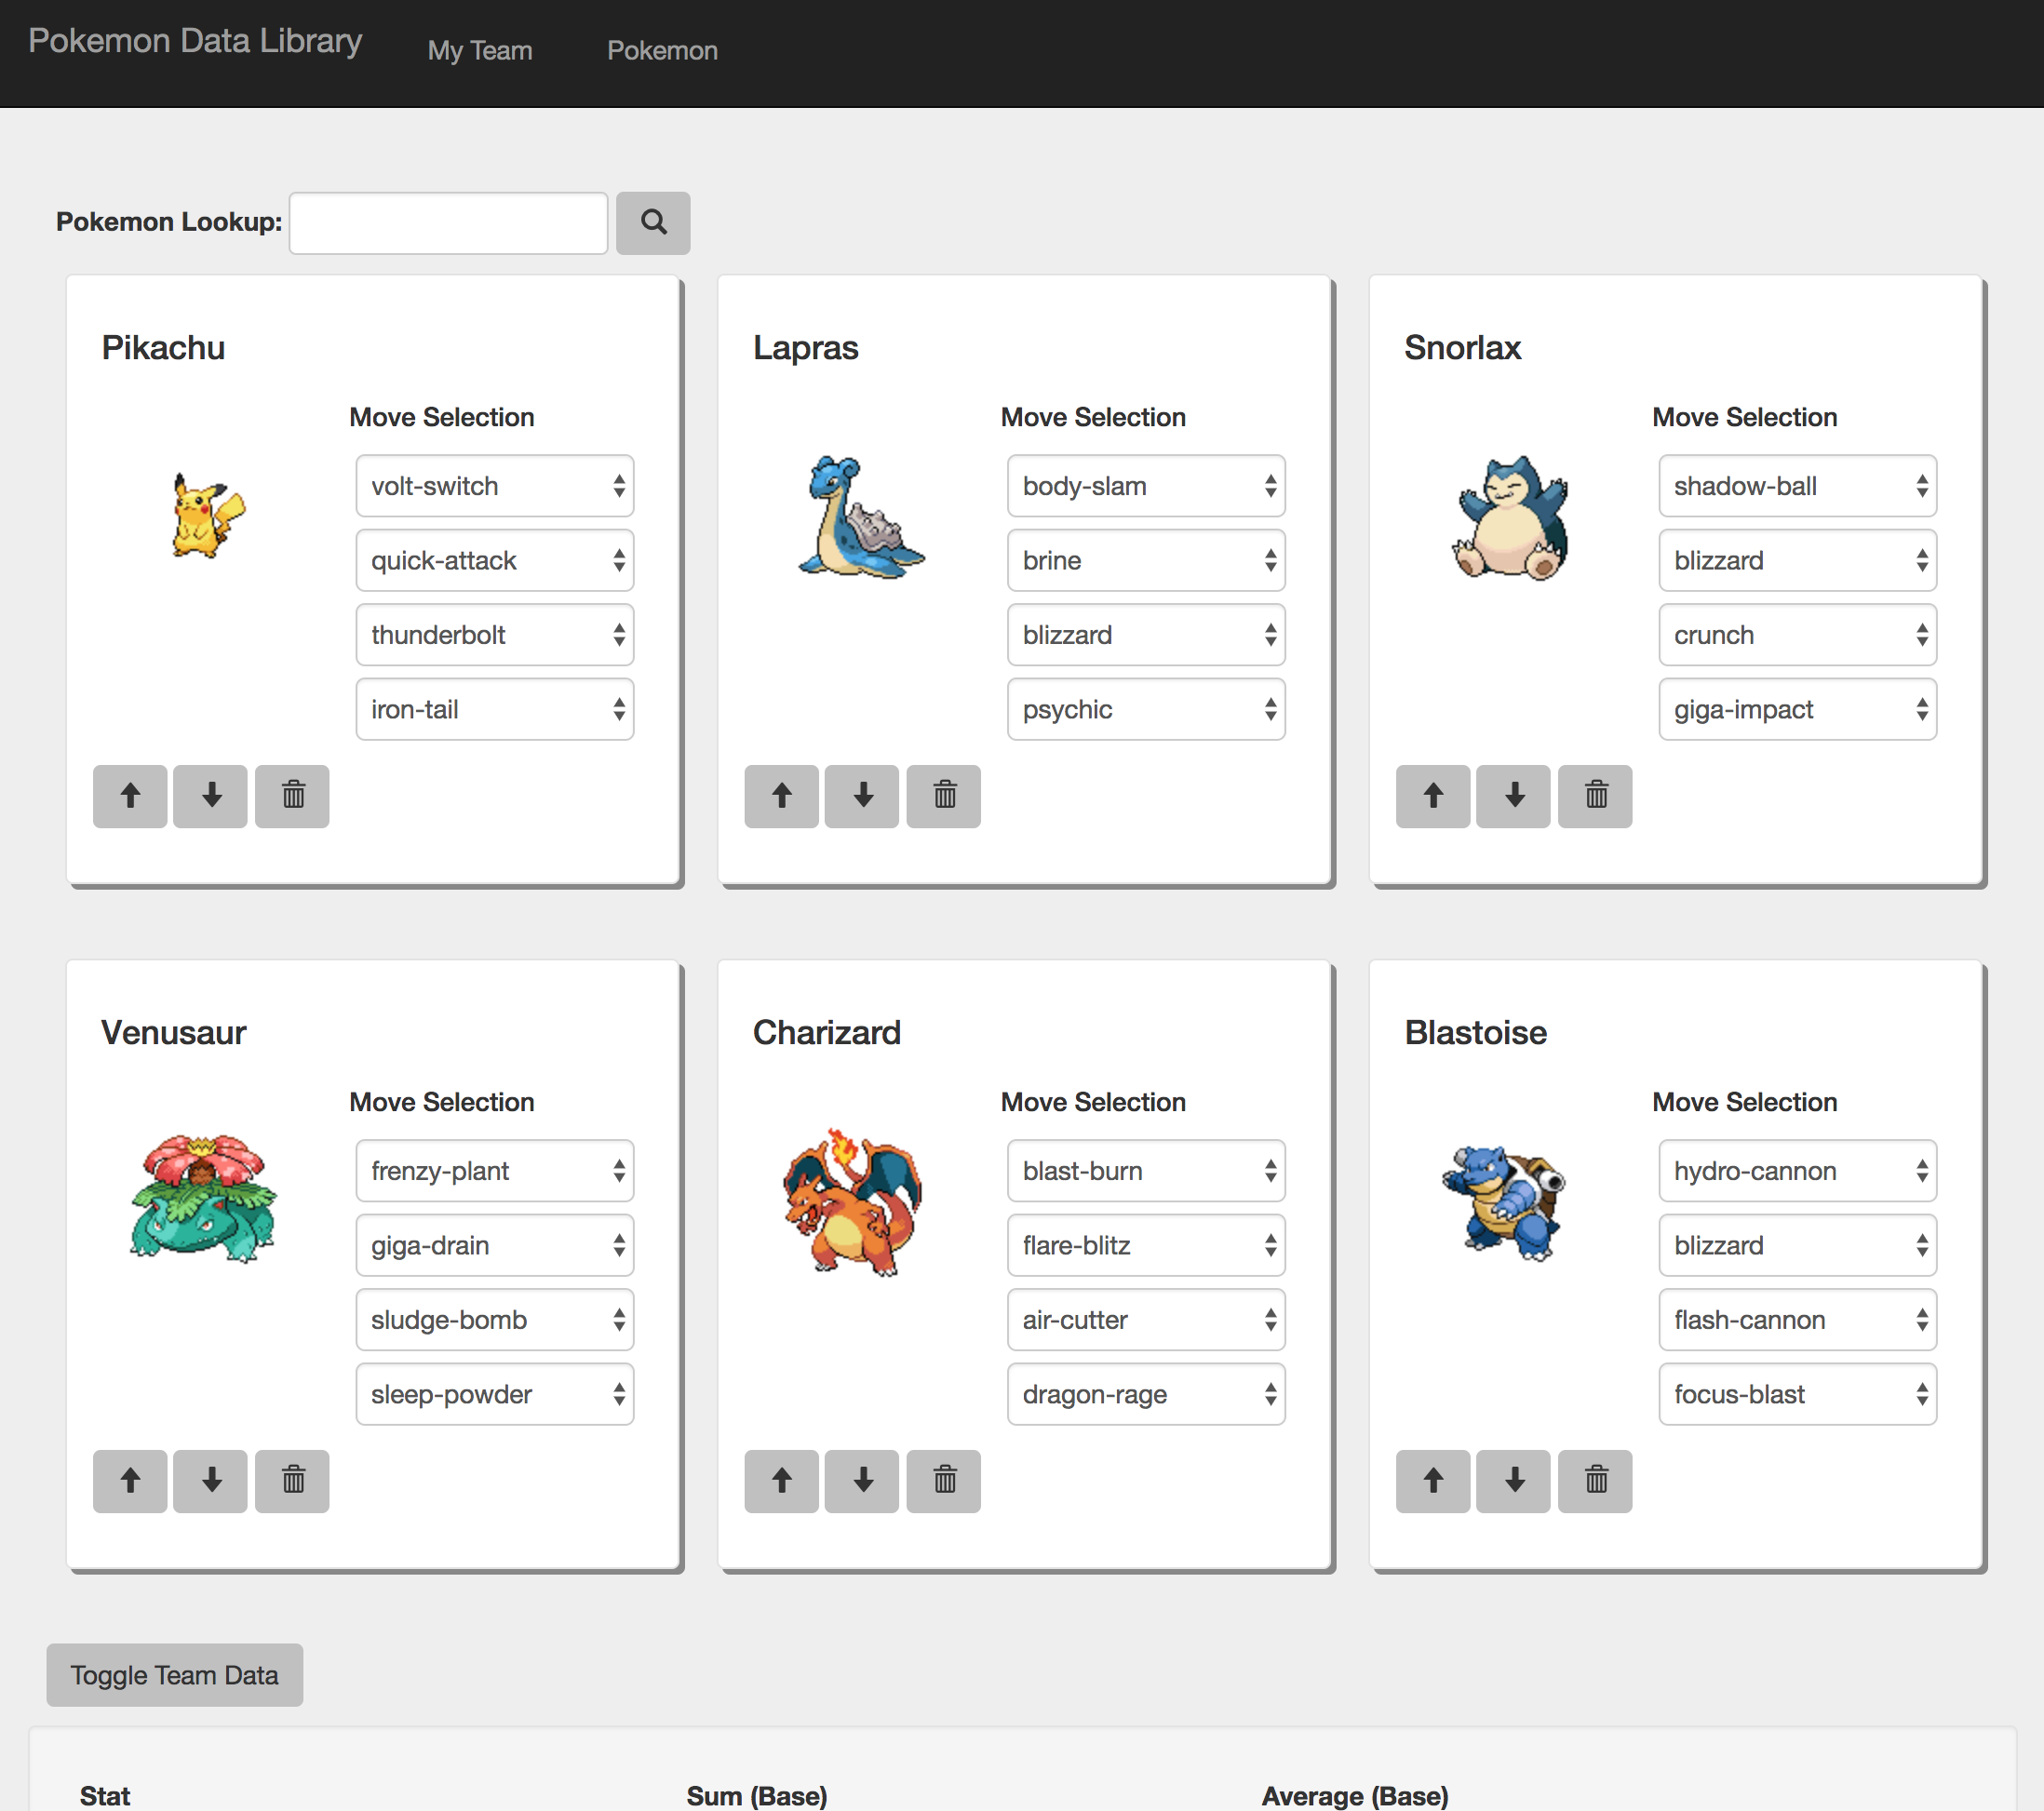 Pokemon Data Library My Team Pokemon
Pokemon Lookup:
Pikachu
Move Selection
volt-switch
quick-attack
thunderbolt
iron-tail
Lapras
Move Selection
body-slam
brine
blizzard
psychic
Snorlax
Move Selection
shadow-ball
blizzard
crunch
giga-impact
Venusaur
Move Selection
frenzy-plant
giga-drain
sludge-bomb
sleep-powder
Charizard
Move Selection
blast-burn
flare-blitz
air-cutter
dragon-rage
Blastoise
Move Selection
hydro-cannon
blizzard
flash-cannon
focus-blast
Toggle Team Data
Stat Sum (Base) Average (Base)